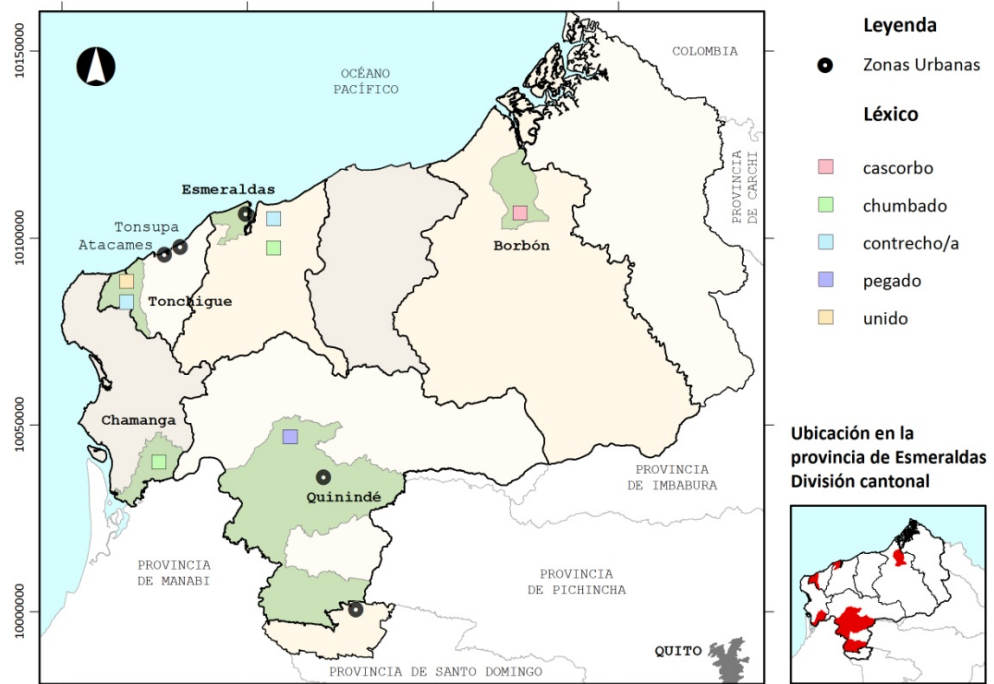 10150000
10100000
10050000
10000000
OCÉANO
PACÍFICO
COLOMBIA
PROVINCIA
DE CARCHI
Esmeraldas
Tonsupa
Atacames
Borbón
Tonchigue
Chamanga
Quinindé
PROVINCIA
DE IMBABURA
PROVINCIA
DE MANABI
PROVINCIA
DE PICHINCHA
QUITO
PROVINCIA DE SANTO DOMINGO
Leyenda
Zonas Urbanas
Léxico
cascorbo
chumbado
contrecho/a
pegado
unido
Ubicación en la
provincia de Esmeraldas
División cantonal